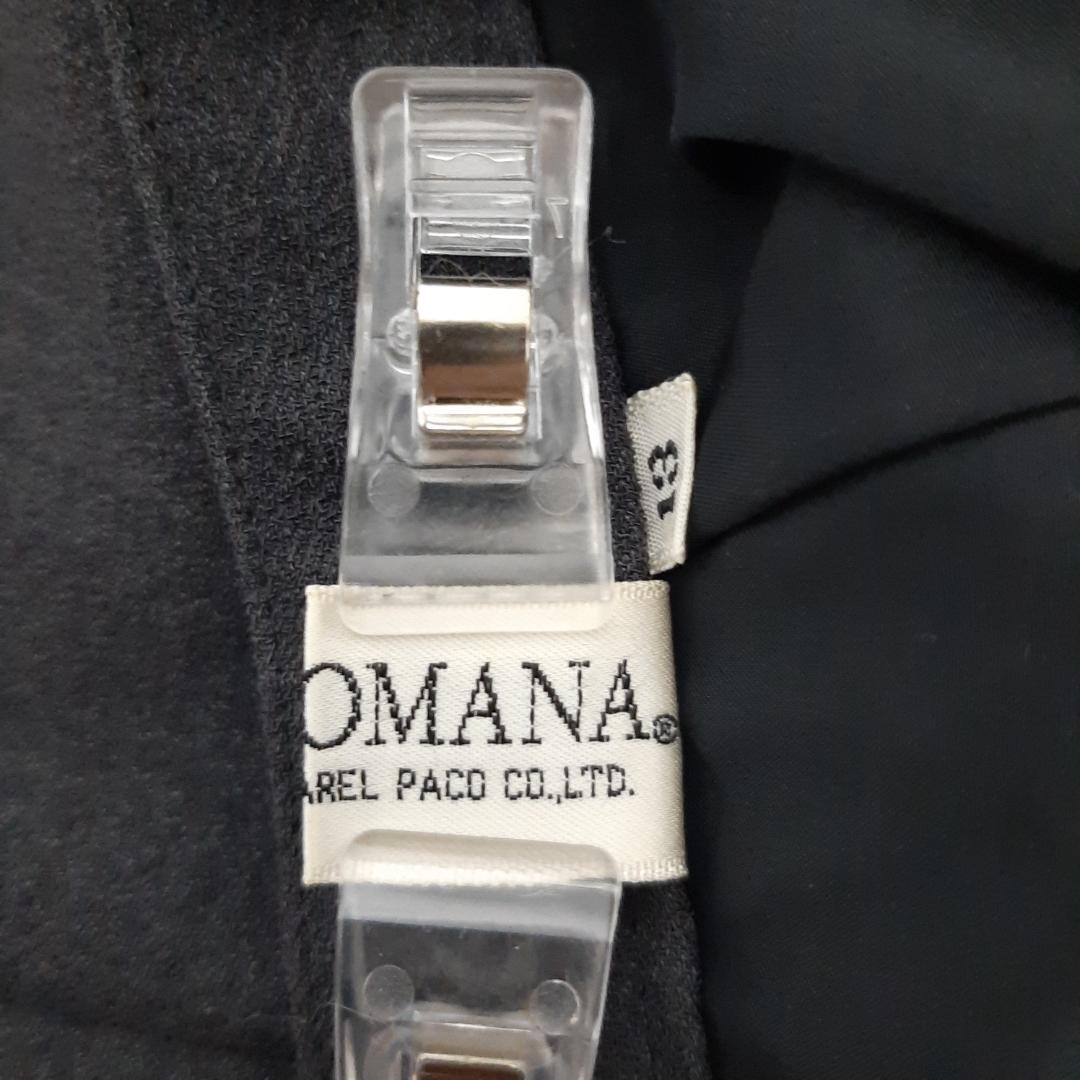 OMANA®
AREL PACO CO.,LTD.
13